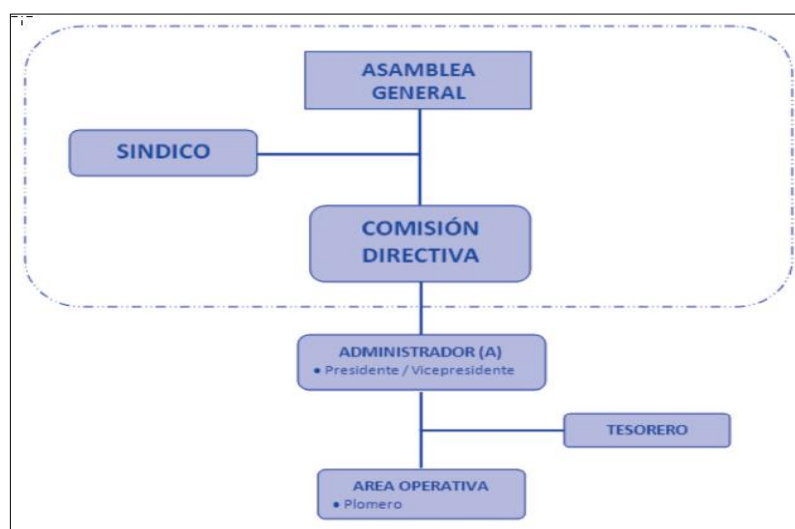 ASAMBLEA
GENERAL
SINDICO
COMISIÓN
DIRECTIVA
ADMINISTRADOR (A)
• Presidente / Vicepresidente
TESORERO
AREA OPERATIVA
• Plomero